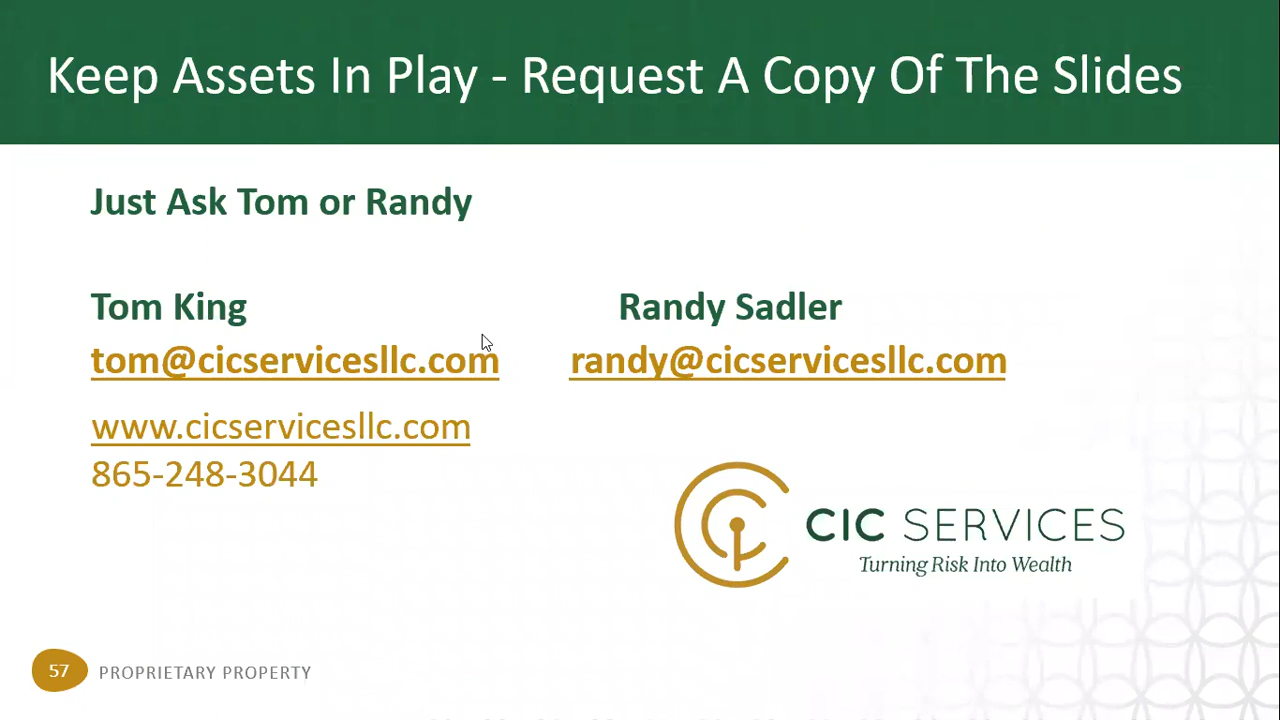 Keep Assets In Play - Request A Copy Of The Slides
Just Ask Tom or Randy
Tom King
Randy Sadler
tom@cicservicesllc.com
randy@cicservicesllc.com
www.cicservicesllc.com
865-248-3044
CIC SERVICES
Turning Risk Into Wealth
57
PROPRIETARY PROPERTY